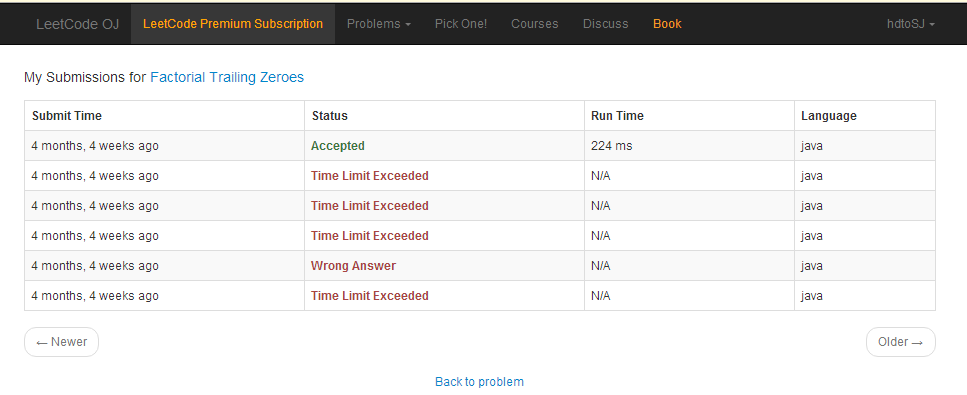 LeetCode OJ LeetCode Premium Subscription Problems Pick One! Courses Discuss Book hdtoSJ
My Submissions for Factorial Trailing Zeroes
Submit Time Status Run Time Language
4 months, 4 weeks ago Accepted 224 ms java
4 months, 4 weeks ago Time Limit Exceeded N/A java
4 months, 4 weeks ago Time Limit Exceeded N/A java
4 months, 4 weeks ago Time Limit Exceeded N/A java
4 months, 4 weeks ago Wrong Answer N/A java
4 months, 4 weeks ago Time Limit Exceeded N/A java
← Newer Older →
Back to problem